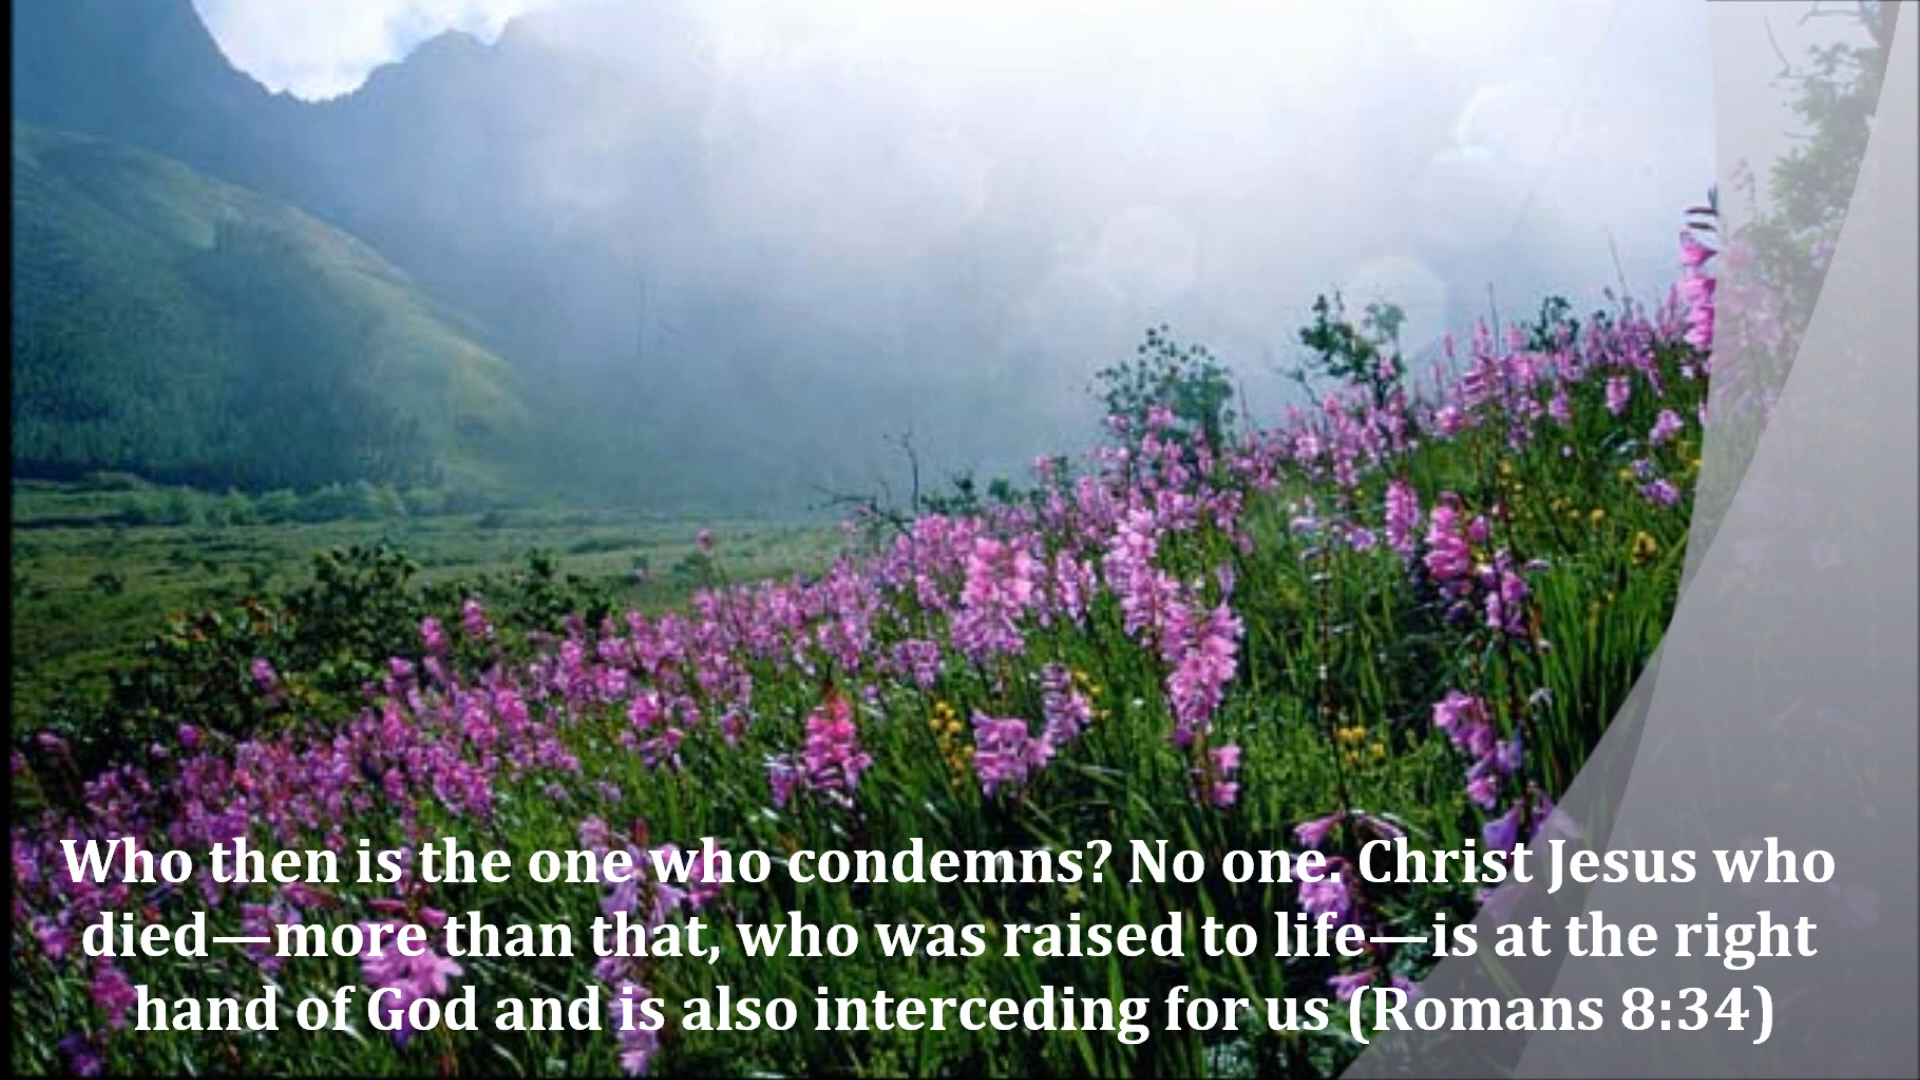 Who then is the one who condemns? No one. Christ Jesus who
died—more than that, who was raised to life—is at the right
hand of God and is also interceding for us (Romans 8:34)